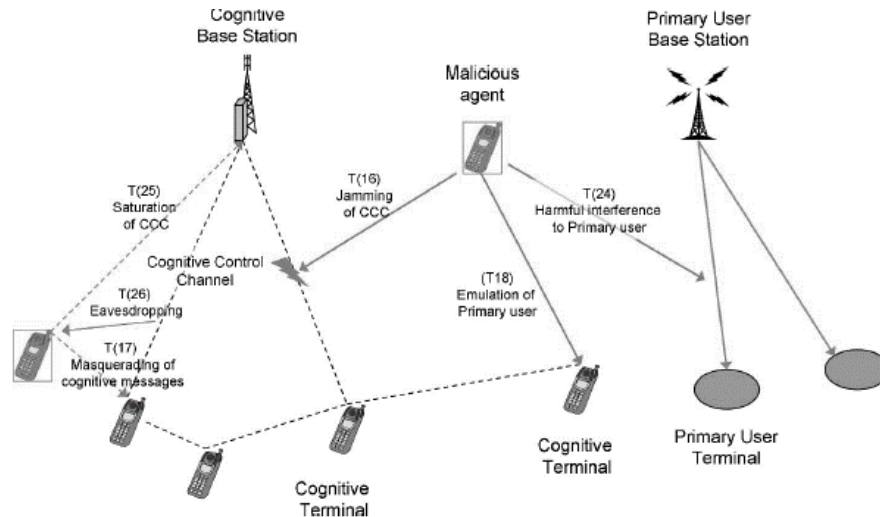 Cognitive
Base Station
Primary User
Base Station
Malicious
agent
T(25)
Saturation
of CCC
T(16)
Jamming
of CCC
T(24)
Harmful interference
to Primary user
Cognitive Control
Channel
(T18)
Emulation of
Primary user
T(26)
Eavesdropping
T(17)
Masquerading of
cognitive messages
Cognitive
Terminal
Cognitive
Terminal
Primary User
Terminal